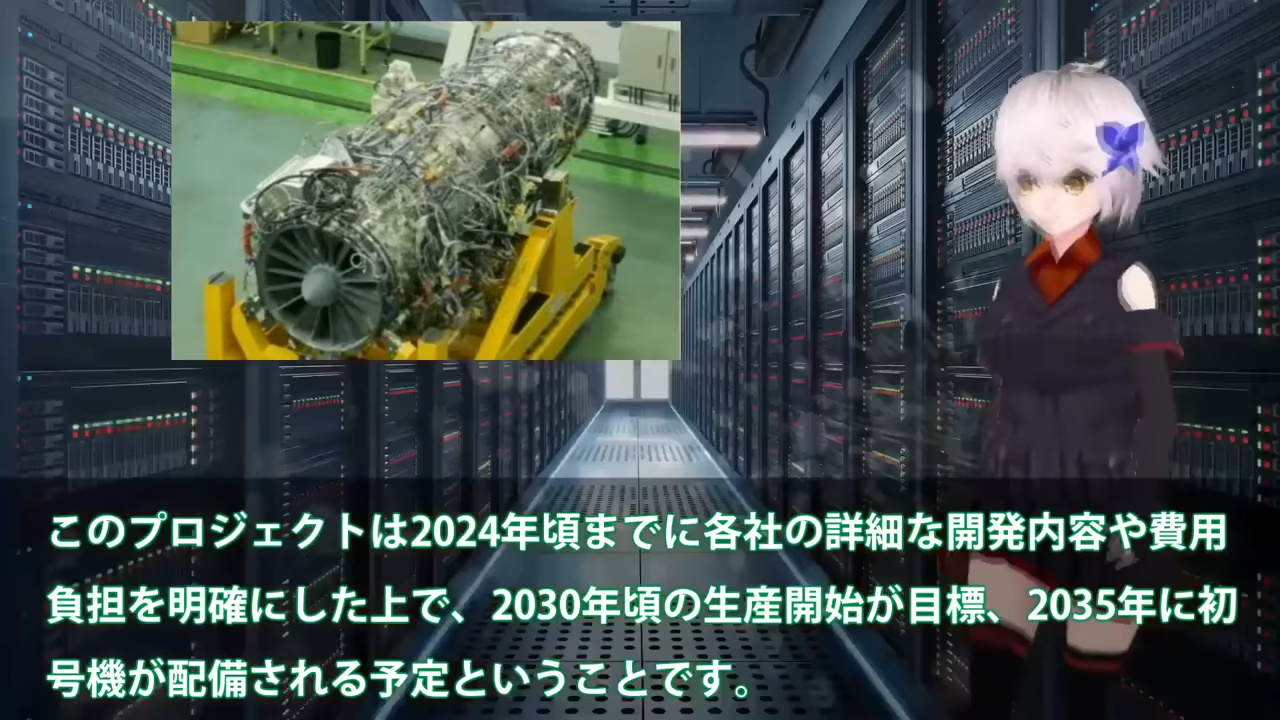 このプロジェクトは2024年頃までに各社の詳細な開発内容や費用
負担を明確にした上で、2030年頃の生産開始が目標、2035年に初
号機が配備される予定ということです。